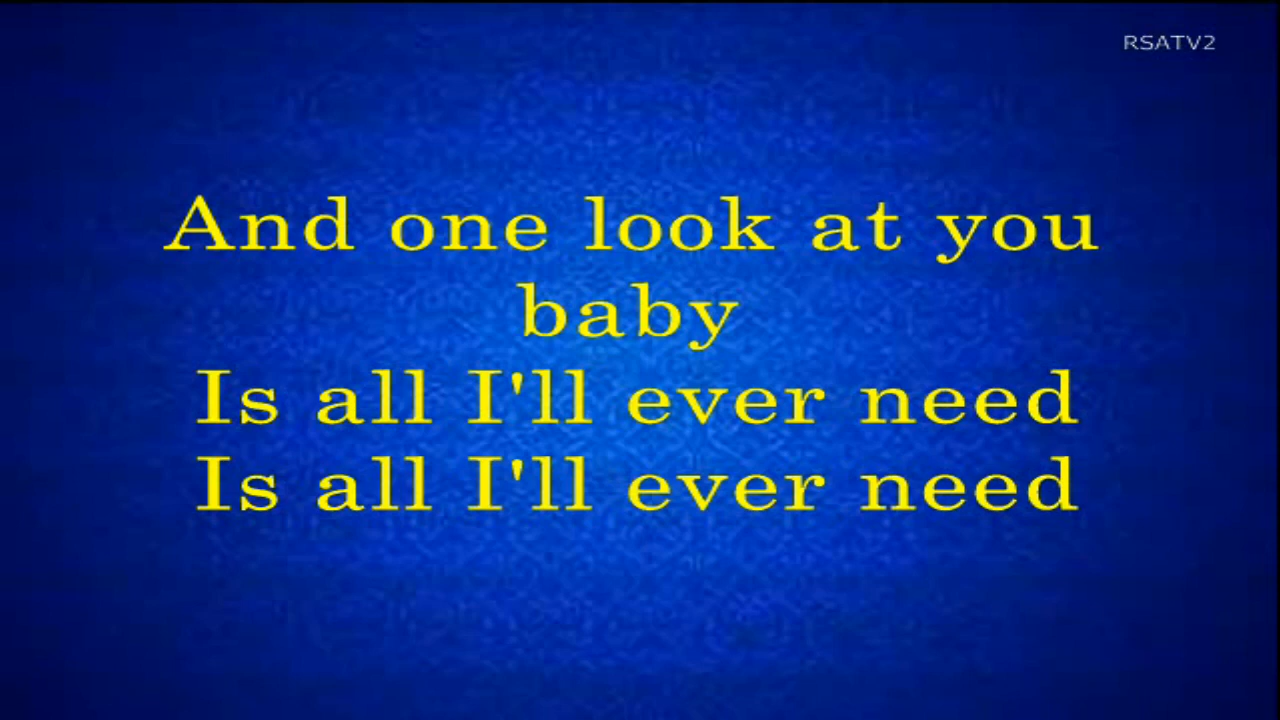 RSATV2
And one look at you
baby
Is all I'll ever need
Is all I'll ever need